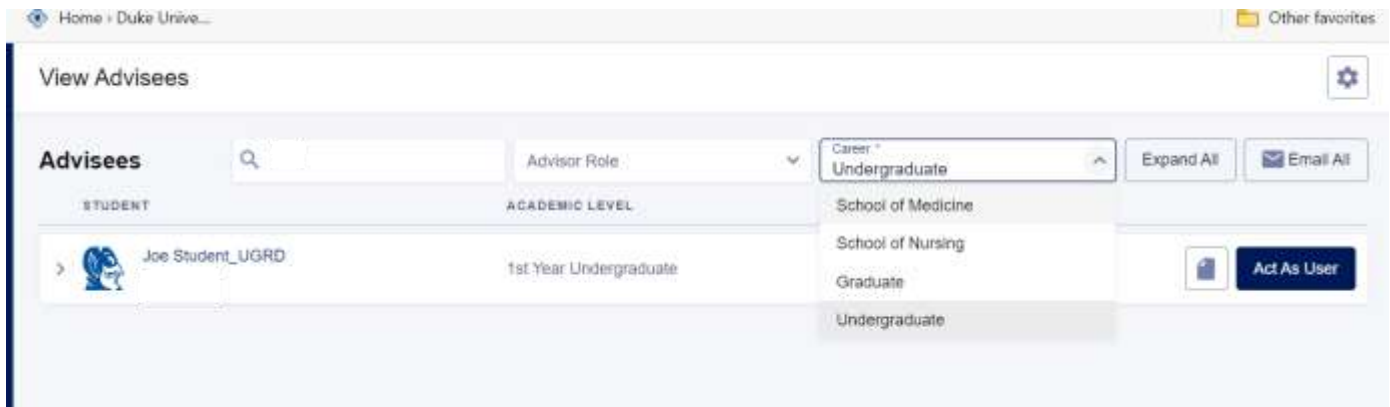 Home › Duke Unive...
Other favorites
View Advisees
Advisees
Advisor Role
Career *
Undergraduate
Expand All
Email All
STUDENT
ACADEMIC LEVEL
School of Medicine
School of Nursing
Graduate
Undergraduate
Joe Student_UGRD
1st Year Undergraduate
Act As User